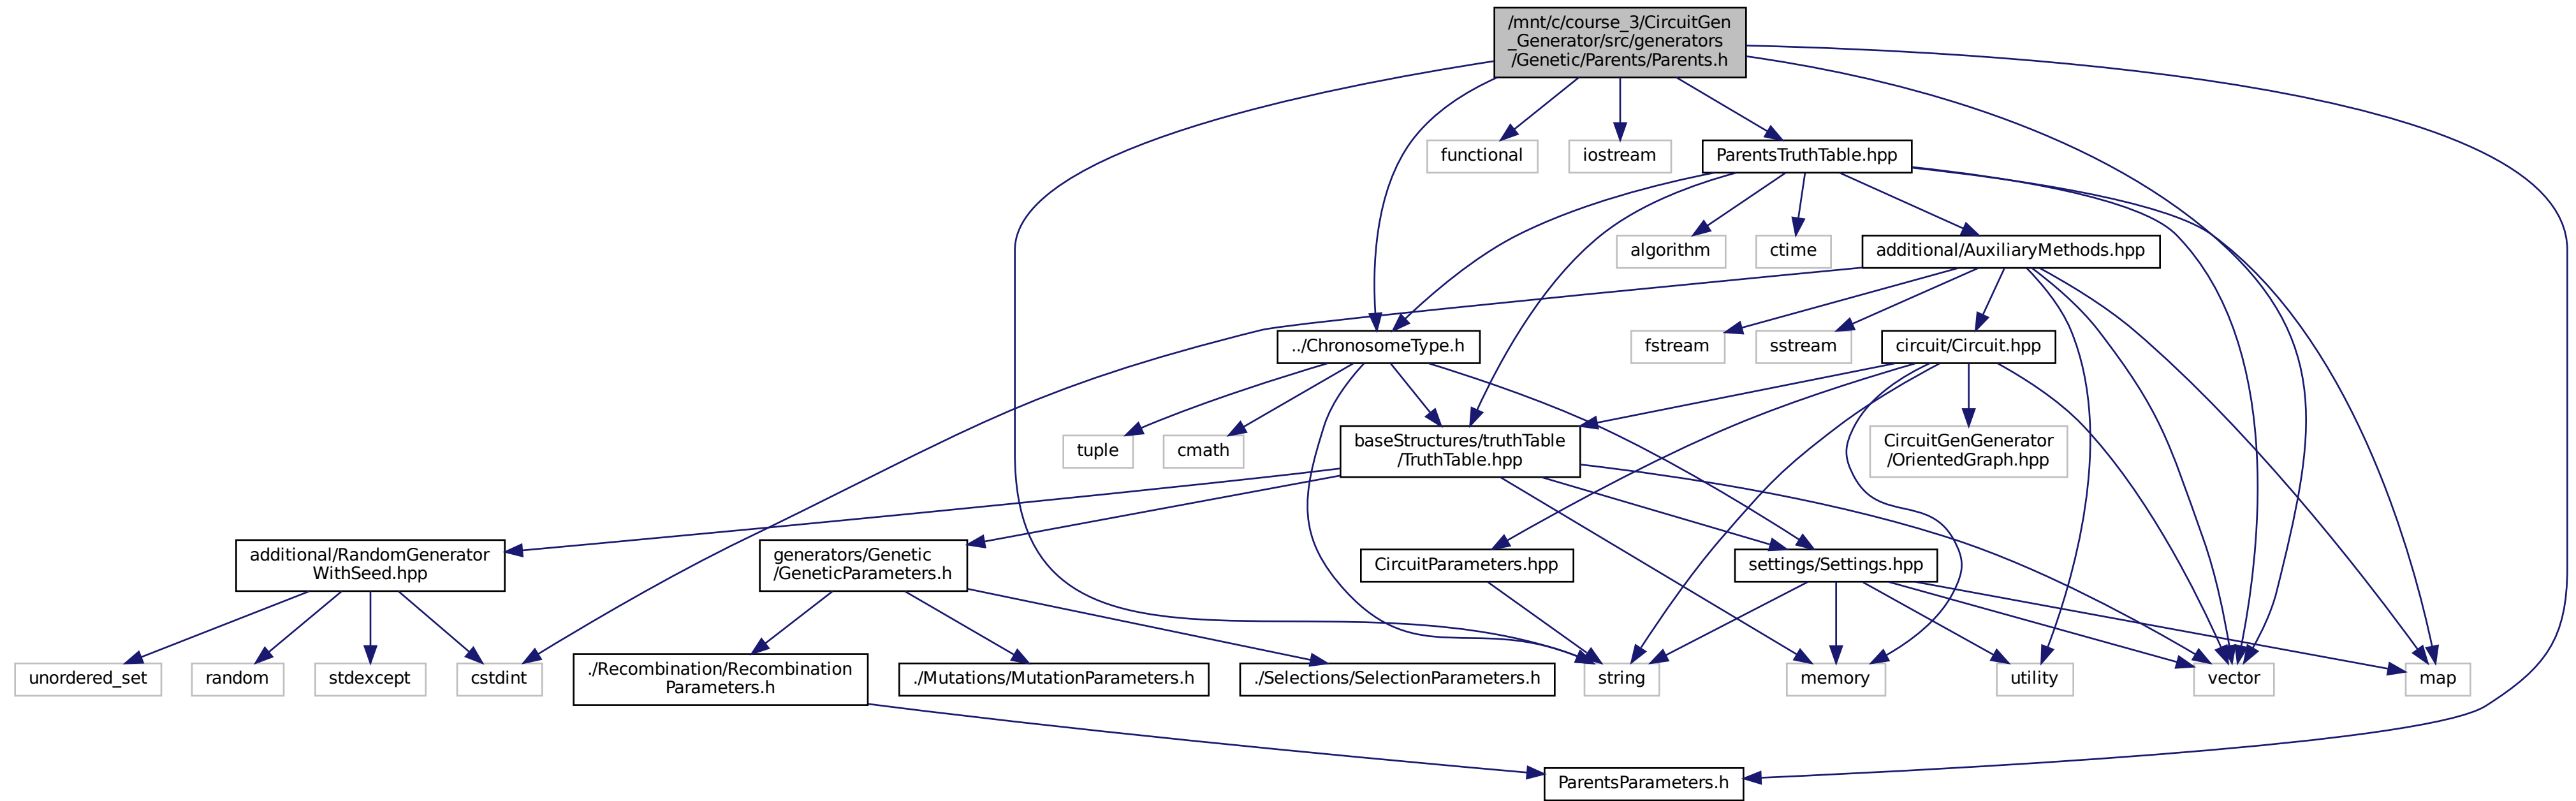 /mnt/c/course_3/CircuitGen
_Generator/src/generators
/Genetic/Parents/Parents.h
functional
iostream
ParentsTruthTable.hpp
algorithm
ctime
additional/AuxiliaryMethods.hpp
../ChronosomeType.h
fstream
sstream
circuit/Circuit.hpp
tuple
cmath
baseStructures/truthTable
/TruthTable.hpp
CircuitGenGenerator
/OrientedGraph.hpp
additional/RandomGenerator
WithSeed.hpp
generators/Genetic
/GeneticParameters.h
CircuitParameters.hpp
settings/Settings.hpp
unordered_set
random
stdexcept
cstdint
./Recombination/Recombination
Parameters.h
./Mutations/MutationParameters.h
./Selections/SelectionParameters.h
string
memory
utility
vector
map
ParentsParameters.h